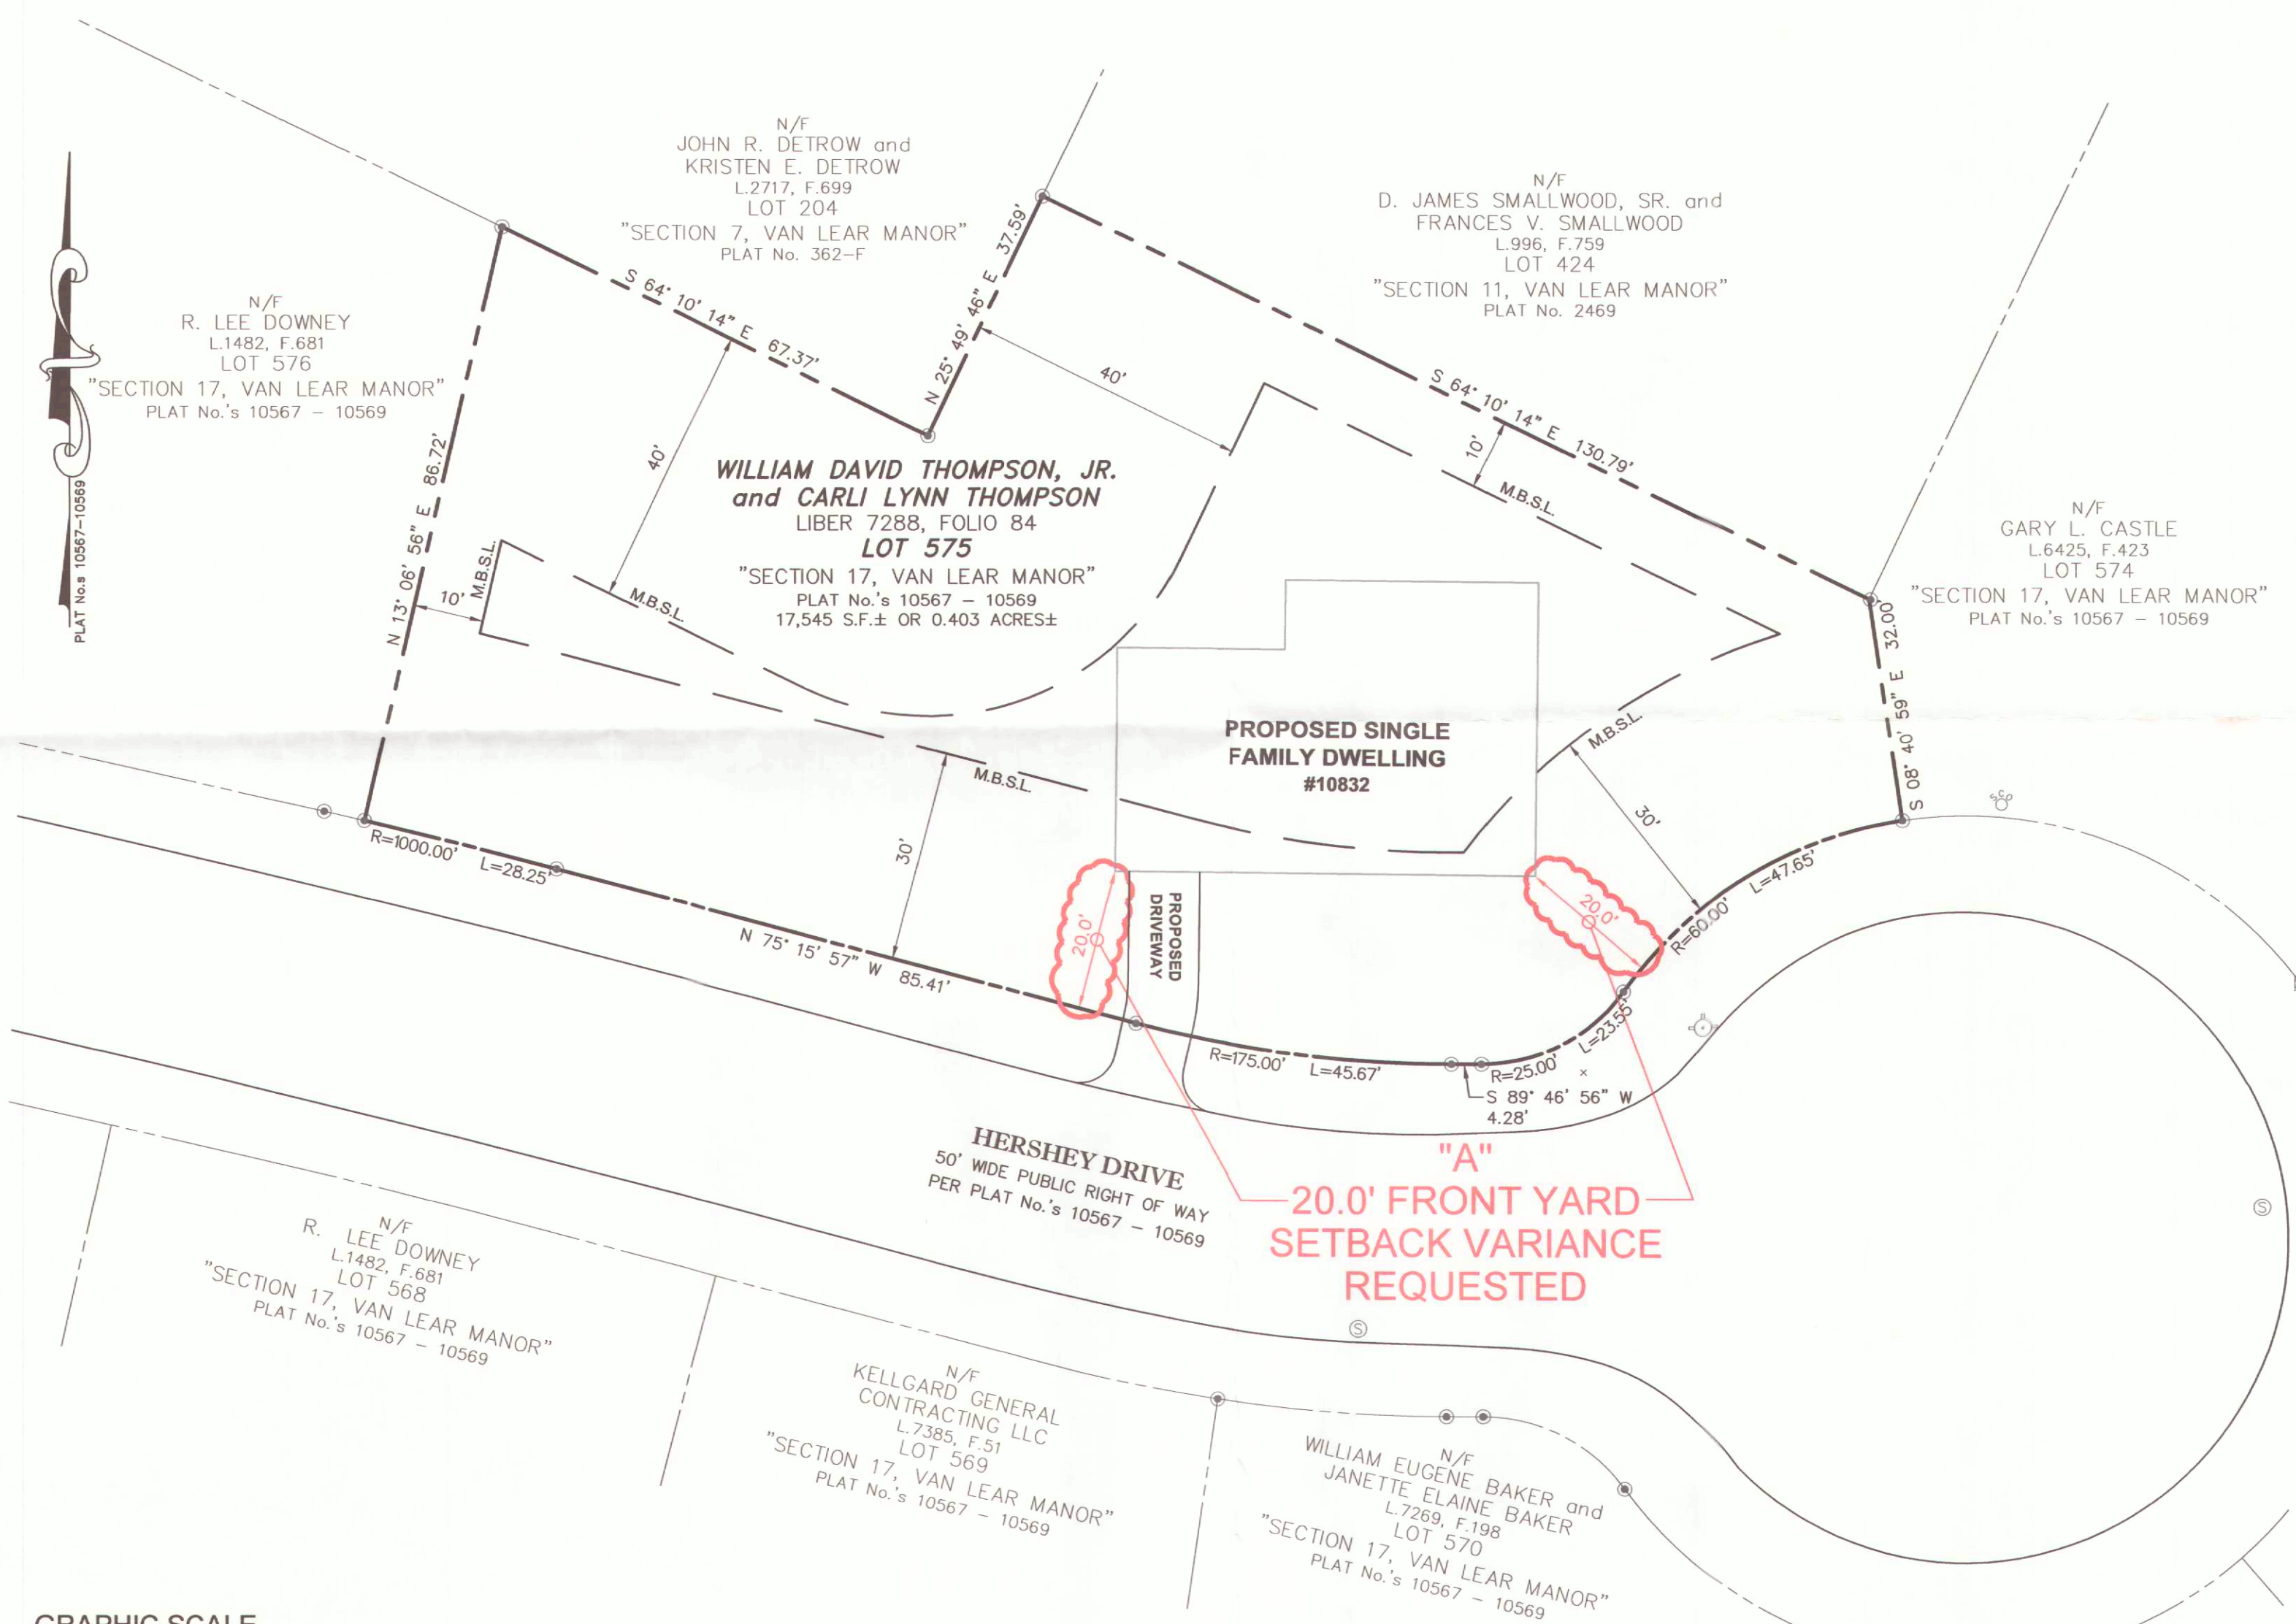 N/F
JOHN R. DETROW and
KRISTEN E. DETROW
L.2717, F.699
LOT 204
"SECTION 7, VAN LEAR MANOR"
PLAT No. 362-F
N/F
D. JAMES SMALLWOOD, SR. and
FRANCES V. SMALLWOOD
L.996, F.759
LOT 424
"SECTION 11, VAN LEAR MANOR"
PLAT No. 2469
N/F
R. LEE DOWNEY
L.1482, F.681
LOT 576
"SECTION 17, VAN LEAR MANOR"
PLAT No.'s 10567 - 10569
PLAT No.s 10567-10569
S 64° 10' 14" E 67.37'
N 25° 49' 46" E 37.59'
S 64° 10' 14" E 130.79'
N 13° 06' 56" E 86.72'
40'
40'
10'
10'
M.B.S.L.
M.B.S.L.
M.B.S.L.
WILLIAM DAVID THOMPSON, JR.
and CARLI LYNN THOMPSON
LIBER 7288, FOLIO 84
LOT 575
"SECTION 17, VAN LEAR MANOR"
PLAT No.'s 10567 - 10569
17,545 S.F.± OR 0.403 ACRES±
N/F
GARY L. CASTLE
L.6425, F.423
LOT 574
"SECTION 17, VAN LEAR MANOR"
PLAT No.'s 10567 - 10569
S 08° 40' 59" E 32.00'
PROPOSED SINGLE
FAMILY DWELLING
#10832
M.B.S.L.
M.B.S.L.
30'
30'
sco
R=1000.00' L=28.25'
N 75° 15' 57" W 85.41'
20.0'
PROPOSED
DRIVEWAY
20.0'
R=60.00' L=47.65'
R=175.00' L=45.67'
R=25.00' L=23.55'
S 89° 46' 56" W
4.28'
HERSHEY DRIVE
50' WIDE PUBLIC RIGHT OF WAY
PER PLAT No.'s 10567 - 10569
"A"
20.0' FRONT YARD
SETBACK VARIANCE
REQUESTED
S
S
N/F
R. LEE DOWNEY
L.1482, F.681
LOT 568
"SECTION 17, VAN LEAR MANOR"
PLAT No.'s 10567 - 10569
N/F
KELLGARD GENERAL
CONTRACTING LLC
L.7385, F.51
LOT 569
"SECTION 17, VAN LEAR MANOR"
PLAT No.'s 10567 - 10569
N/F
WILLIAM EUGENE BAKER and
JANETTE ELAINE BAKER
L.7269, F.198
LOT 570
"SECTION 17, VAN LEAR MANOR"
PLAT No.'s 10567 - 10569
GRAPHIC SCALE